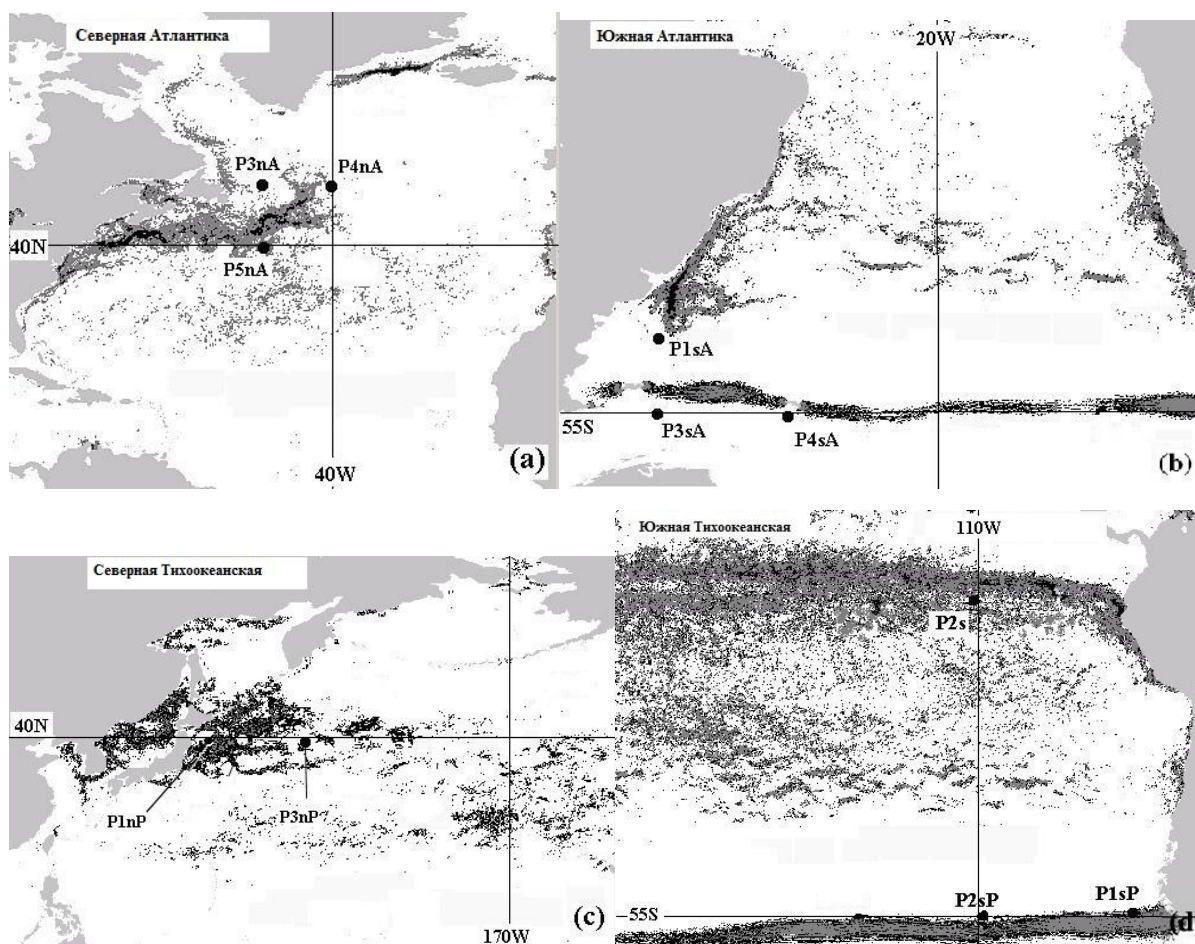 Северная Атлантика
P3nA
P4nA
40N
P5nA
(a)
40W
Южная Атлантика
20W
P1sA
55S
P3sA
P4sA
(b)
Северная Тихоокеанская
40N
P1nP
P3nP
(c)
170W
Южная Тихоокеанская
110W
P2s
P2sP
P1sP
55S
(d